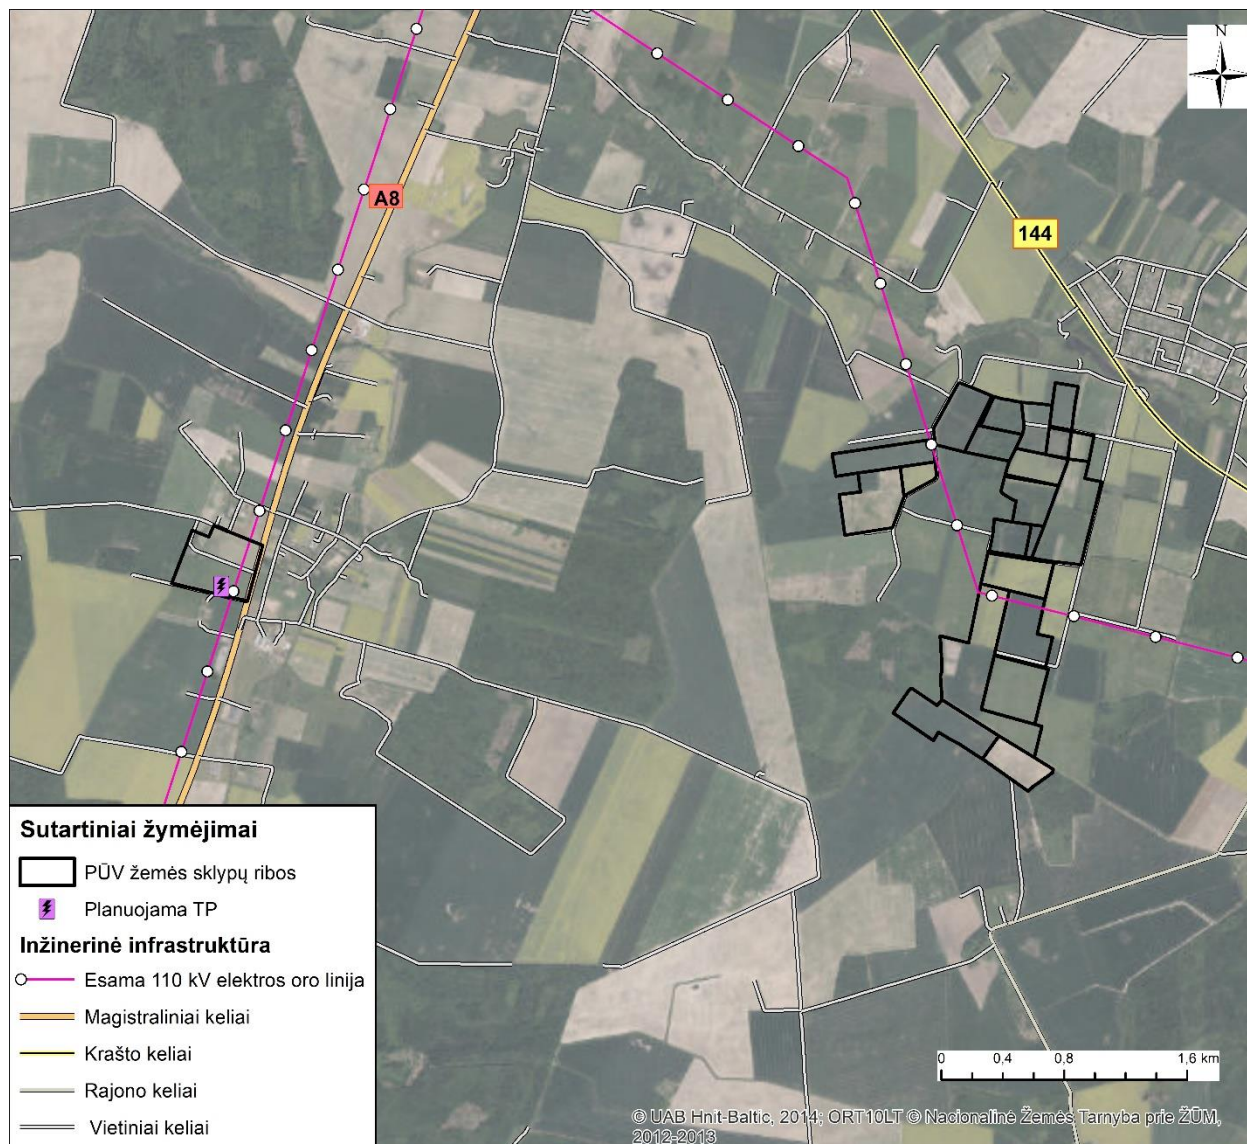 N
A8
144
Sutartiniai žymėjimai
PŪV žemės sklypų ribos
Planuojama TP
Inžinerinė infrastruktūra
Esama 110 kV elektros oro linija
Magistraliniai keliai
Krašto keliai
Rajono keliai
Vietiniai keliai
0 0,4 0,8 1,6 km
© UAB Hnit-Baltic, 2014; ORT10LT © Nacionalinė Žemės Tarnyba prie ŽŪM,
2012-2013